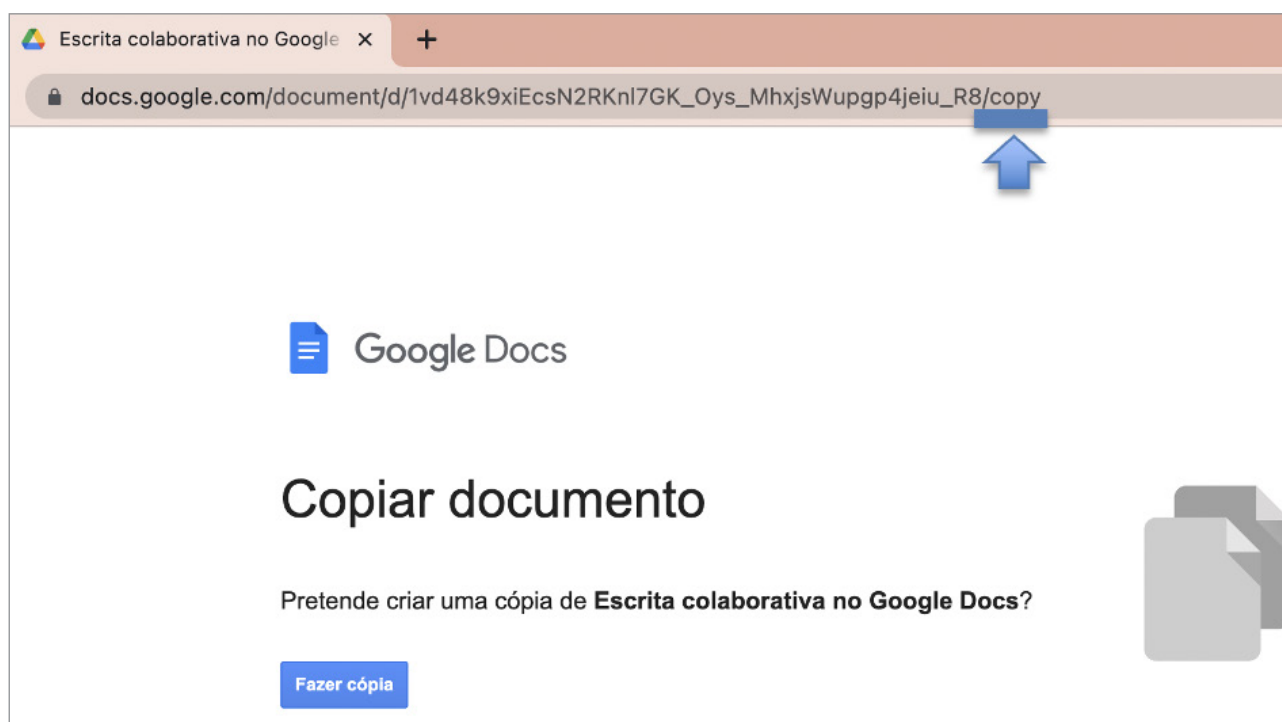 Escrita colaborativa no Google
docs.google.com/document/d/1vd48k9xiEcsN2RKnl7GK_Oys_MhxjsWupgp4jeiu_R8/copy
Google Docs
Copiar documento
Pretende criar uma cópia de Escrita colaborativa no Google Docs?
Fazer cópia